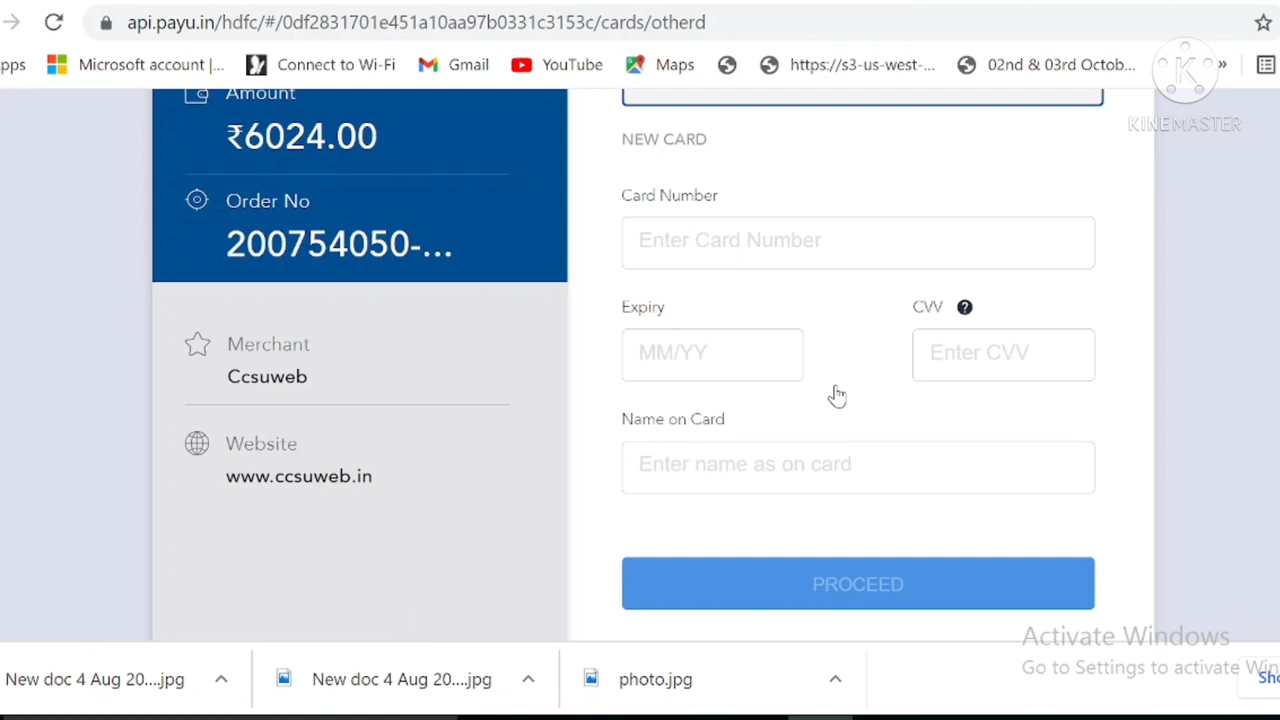 api.payu.in/hdfc/#/0df2831701e451a10aa97b0331c3153c/cards/otherd
pps Microsoft account |... Connect to Wi-Fi Gmail YouTube Maps https://s3-us-west-... 02nd & 03rd Octob... »
K
KINEMASTER
Amount
₹6024.00
Order No
200754050-...
Merchant
Ccsuweb
Website
www.ccsuweb.in
NEW CARD
Card Number
Enter Card Number
Expiry
CVV ?
MM/YY
Enter CVV
Name on Card
Enter name as on card
PROCEED
Activate Windows
Go to Settings to activate Win
New doc 4 Aug 20....jpg
New doc 4 Aug 20....jpg
photo.jpg
Sho